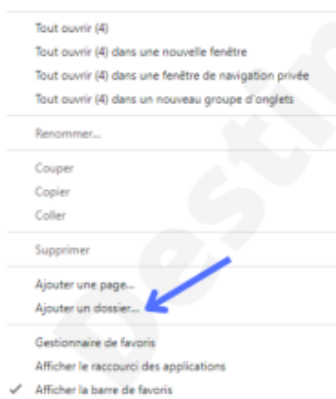 Tout ouvrir (4)
Tout ouvrir (4) dans une nouvelle fenêtre
Tout ouvrir (4) dans une fenêtre de navigation privée
Tout ouvrir (4) dans un nouveau groupe d'onglets
Renommer...
Couper
Copier
Coller
Supprimer
Ajouter une page...
Ajouter un dossier...
Gestionnaire de favoris
Afficher le raccourci des applications
Afficher la barre de favoris
Destin